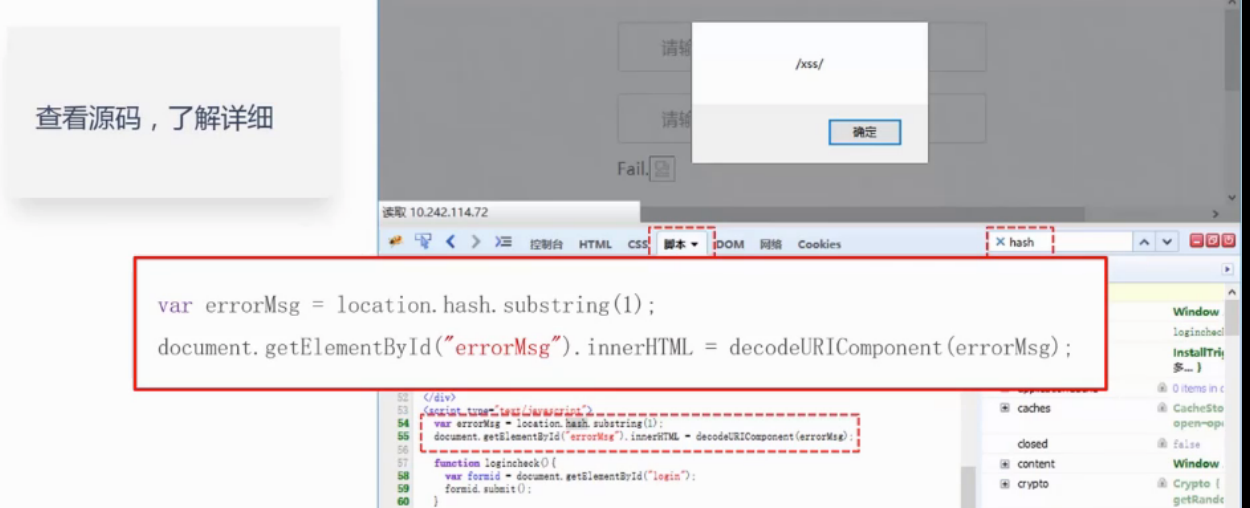 查看源码，了解详细
请输
/xss/
请输
确定
Fail.
读取 10.242.114.72
控制台 HTML CSS 脚本 DOM 网络 Cookies
hash
var errorMsg = location.hash.substring(1);
document.getElementById("errorMsg").innerHTML = decodeURIComponent(errorMsg);
Window
logincheck
InstallTrig
多… }
0 items in
52 </div>
53 <script type="text/javascript">
54 var errorMsg = location.hash.substring(1);
55 document.getElementById("errorMsg").innerHTML = decodeURIComponent(errorMsg);
56
57 function logincheck(){
58 var formid = document.getElementById("login");
59 formid.submit();
60 }
caches CacheSto
open=ope
closed false
content Window
crypto Crypto {
getRando